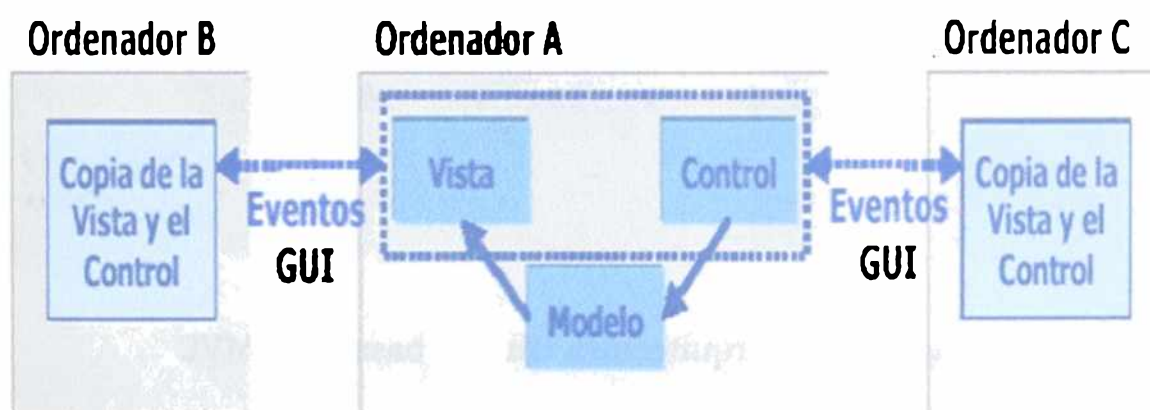 Ordenador B
Ordenador A
Ordenador C
Copia de la
Vista y el
Control
Eventos
GUI
Vista
Control
Modelo
Eventos
GUI
Copia de la
Vista y el
Control